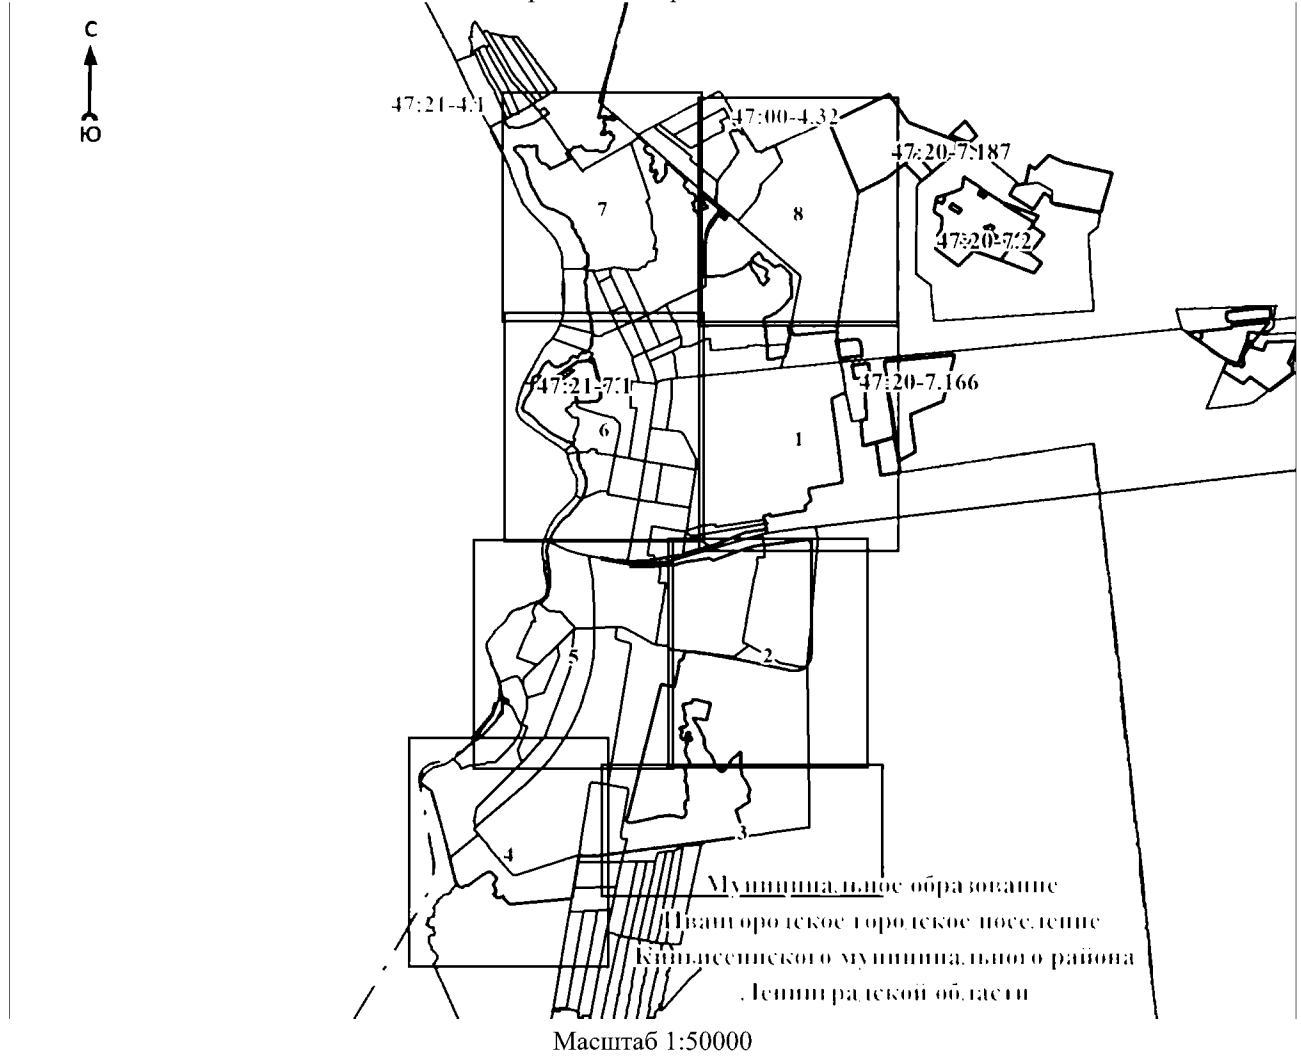 С
Ю
47:21-4.1
47:00-4.32
47:20-7.187
7
8
47:20-7.2
47:21-7.1
47:20-7.166
6
1
5
2
3
4
Муниципальное образование
Ивангородское городское поселение
Кингисеппского муниципального района
Ленинградской области
Масштаб 1:50000